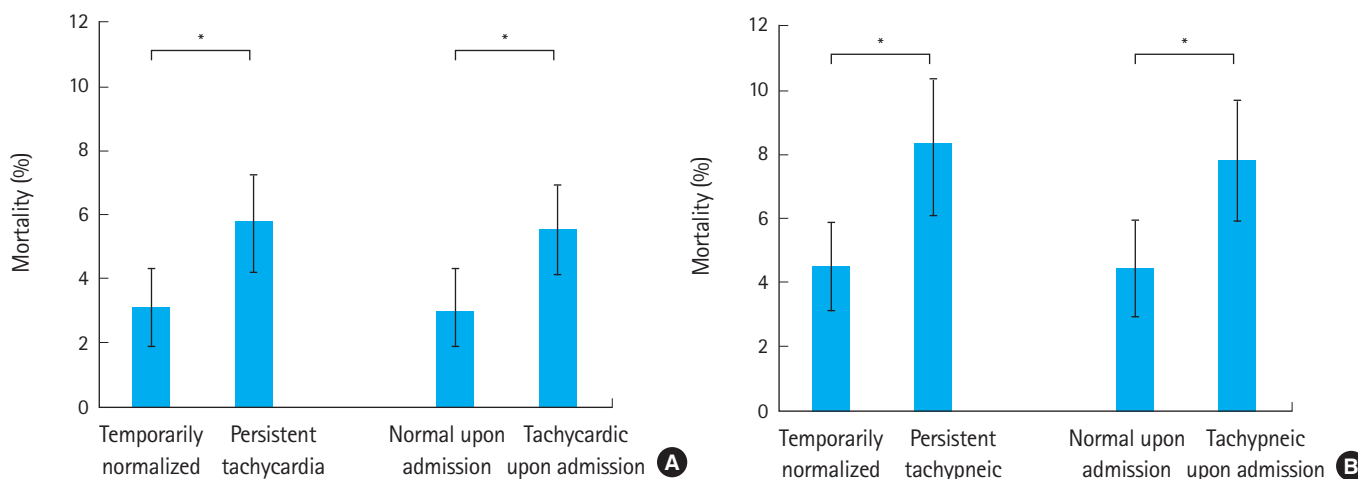 12
10
8
6
4
2
0
Mortality (%)
*
*
Temporarily
normalized
Persistent
tachycardia
Normal upon
admission
Tachycardic
upon admission
A
12
10
8
6
4
2
0
Mortality (%)
*
*
Temporarily
normalized
Persistent
tachypneic
Normal upon
admission
Tachypneic
upon admission
B